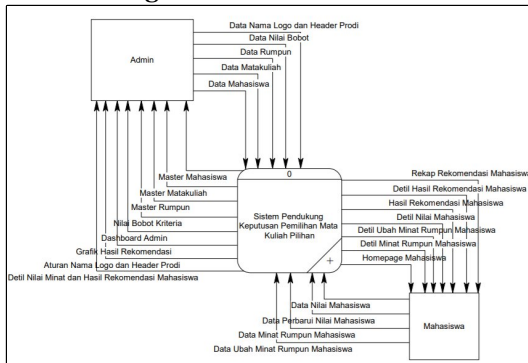 Data Nama Logo dan Header Prodi
Data Nilai Bobot
Data Rumpun
Data Matakuliah
Data Mahasiswa
Admin
Master Mahasiswa
Master Matakuliah
Master Rumpun
Nilai Bobot Kriteria
Dashboard Admin
Grafik Hasil Rekomendasi
Aturan Nama Logo dan Header Prodi
Detil Nilai Minat dan Hasil Rekomendasi Mahasiswa
0
Sistem Pendukung
Keputusan Pemilihan Mata
Kuliah Pilihan
+
Rekap Rekomendasi Mahasiswa
Detil Hasil Rekomendasi Mahasiswa
Hasil Rekomendasi Mahasiswa
Detil Nilai Mahasiswa
Detil Ubah Minat Rumpun Mahasiswa
Detil Minat Rumpun Mahasiswa
Homepage Mahasiswa
Data Nilai Mahasiswa
Data Perbarui Nilai Mahasiswa
Data Minat Rumpun Mahasiswa
Data Ubah Minat Rumpun Mahasiswa
Mahasiswa